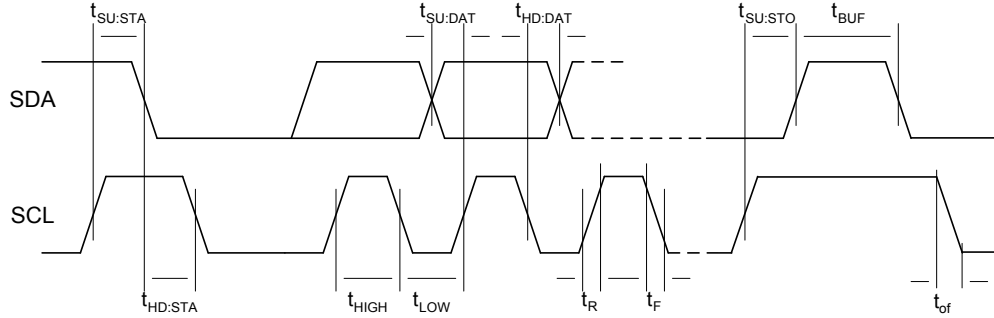 tSU:STA tSU:DAT tHD:DAT tSU:STO tBUF
SDA
SCL
tHD:STA tHIGH tLOW tR tF tof